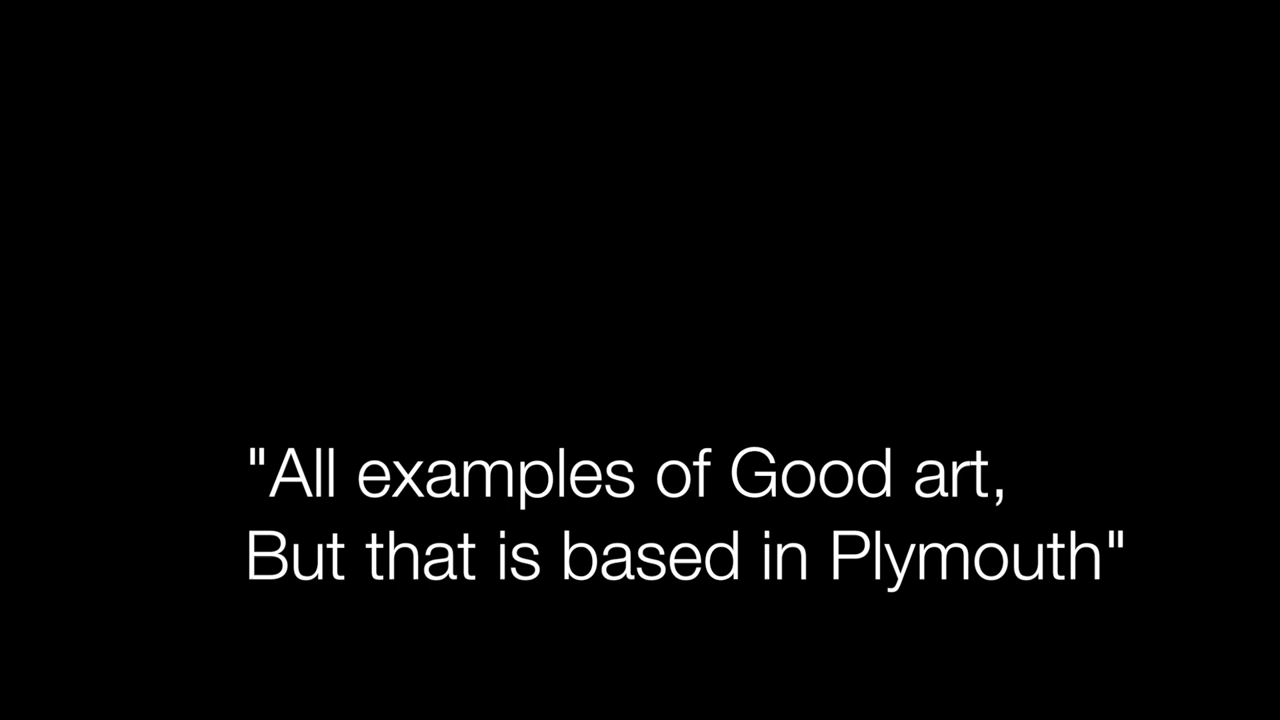 "All examples of Good art,
But that is based in Plymouth"